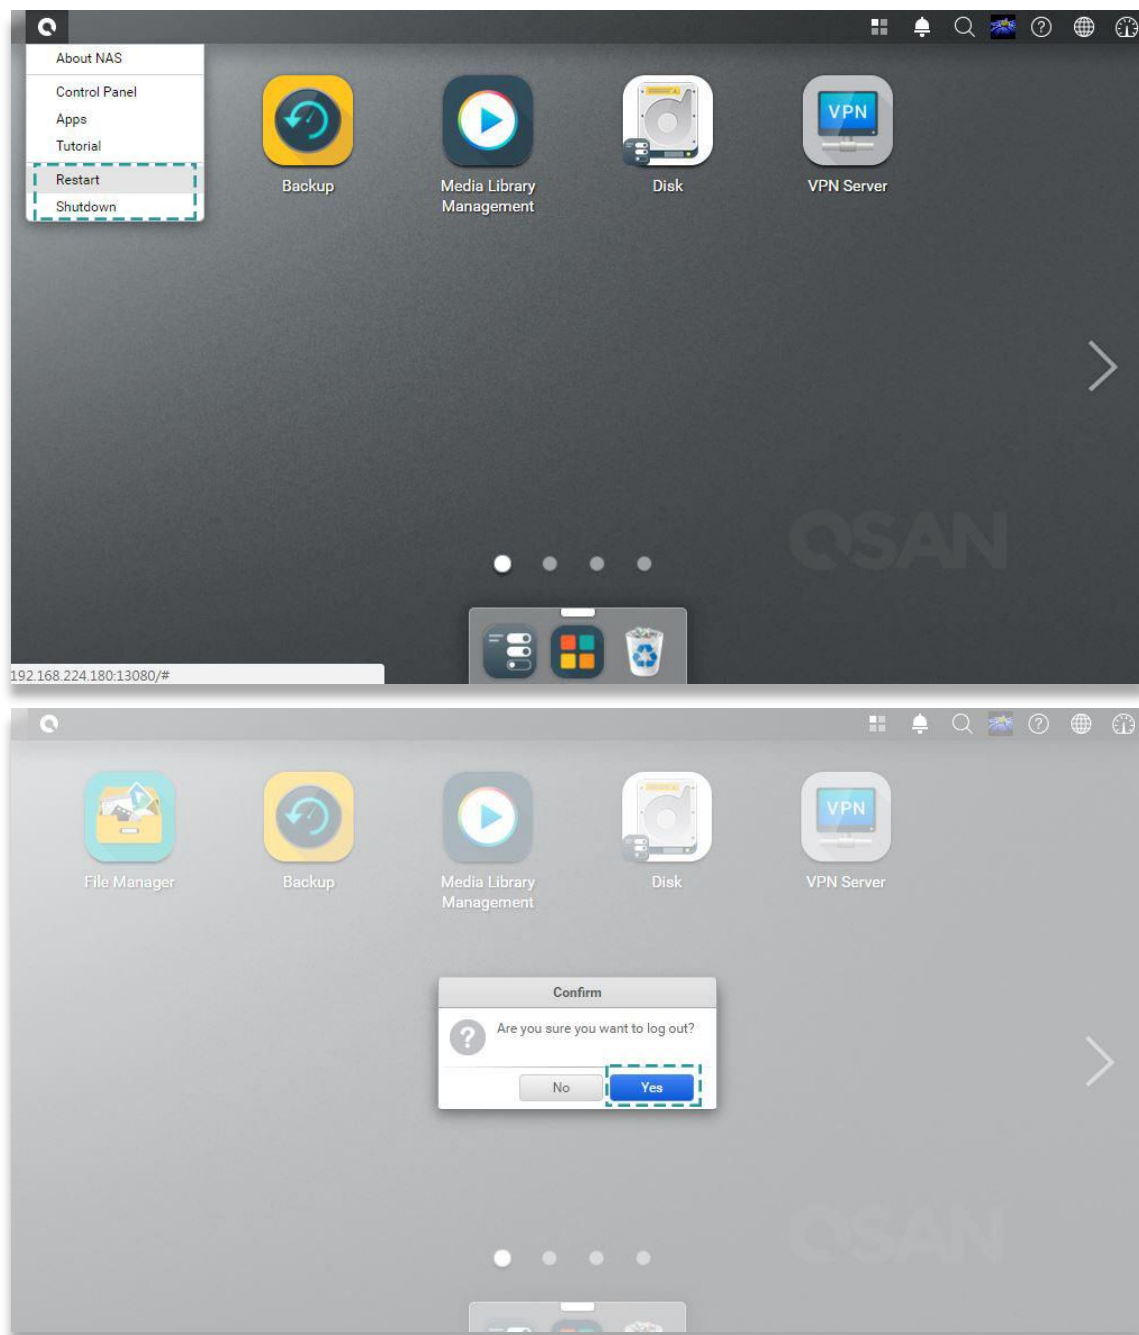 About NAS
Control Panel
Apps
Tutorial
Restart
Shutdown
VPN
Backup
Media Library
Management
Disk
VPN Server
QSAN
192.168.224.180:13080/#
VPN
File Manager
Backup
Media Library
Management
Disk
VPN Server
Confirm
Are you sure you want to log out?
No
Yes
QSAN